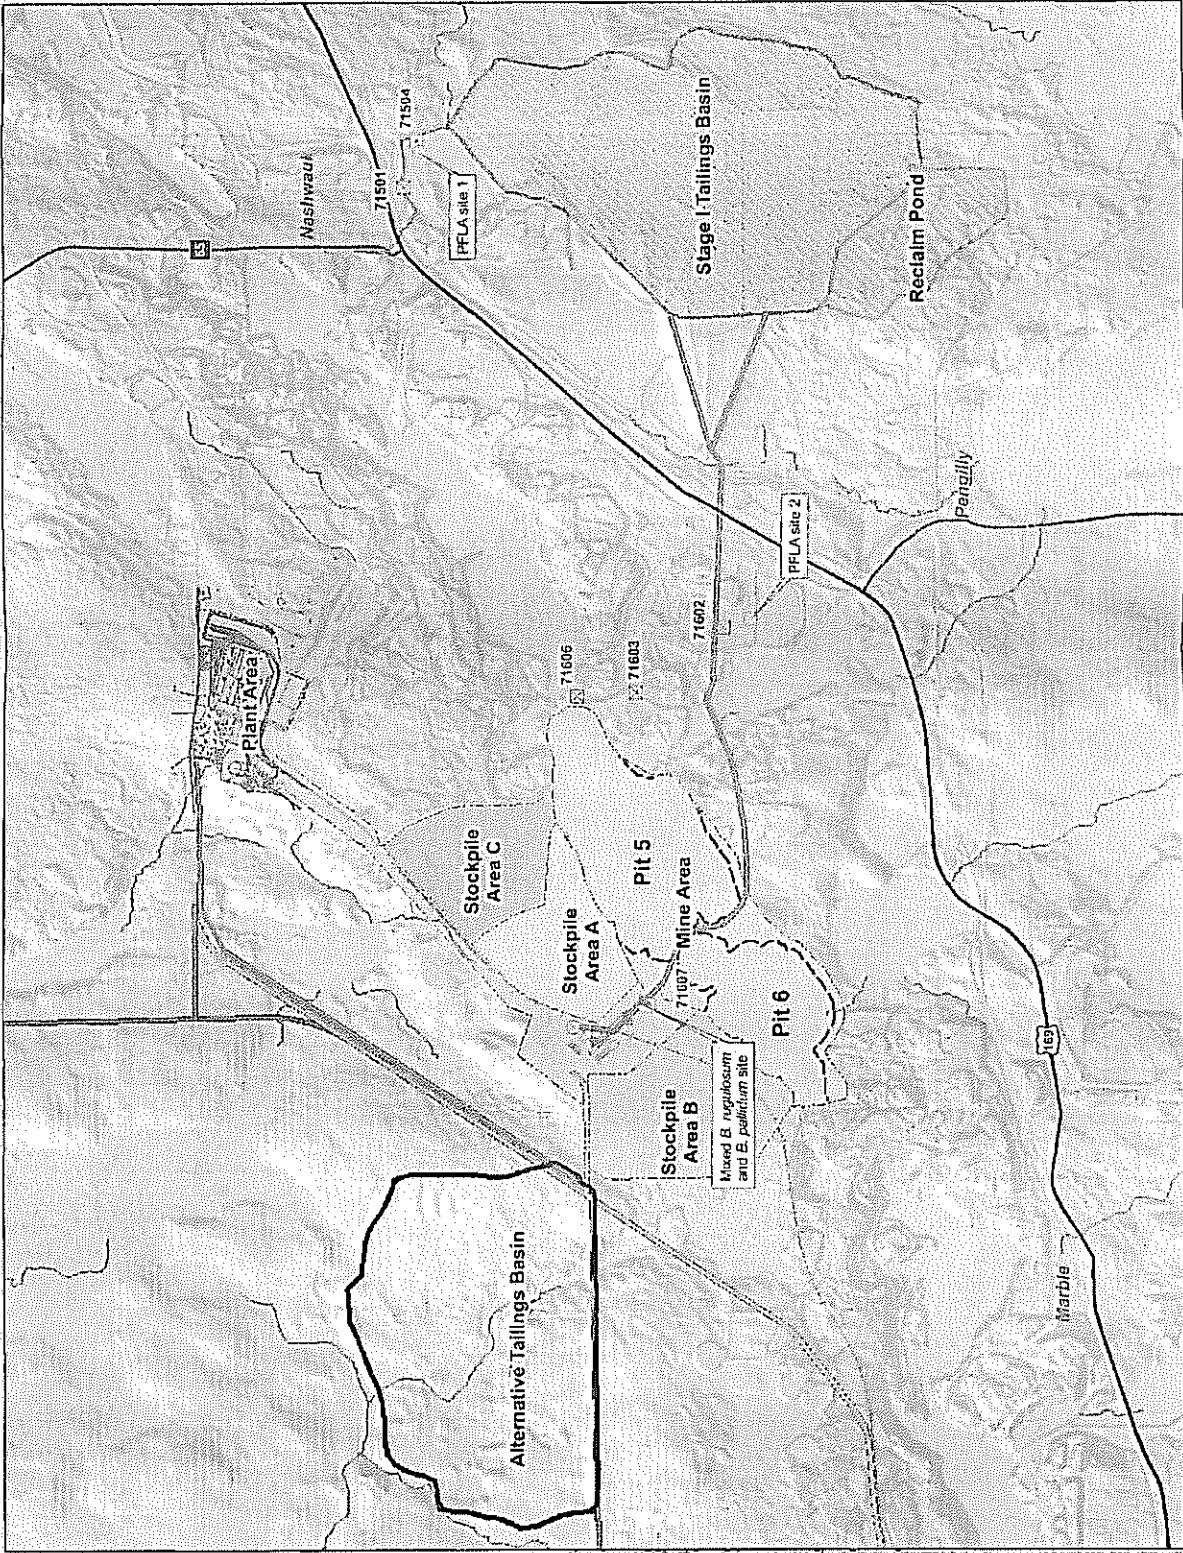 Alternative Tailings Basin
Plant Area
Nashwauk
65
71501
71504
PFLA site 1
Stage I Tailings Basin
Reclaim Pond
Stockpile
Area C
Stockpile
Area A
Stockpile
Area B
Pit 5
Mine Area
Pit 6
71606
71603
71602
71607
PFLA site 2
Mixed B. rugulosum
and B. pallidum site
Pengilly
169
Marble